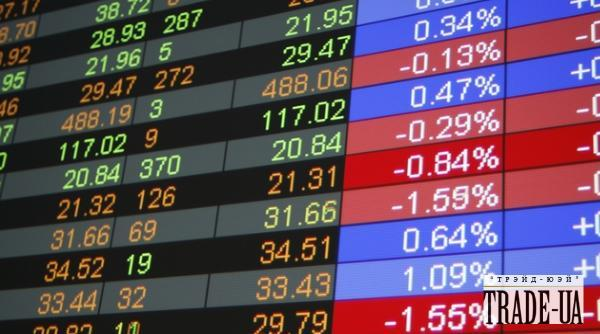 27.17 38.72 287 21.95 0.34%
28.93 5 29.47 -0.13%
21.96 272 488.06 0.47%
29.47 3 117.02 -0.29%
488.19 9 20.84 -0.84%
117.02 370 21.31 -1.59%
20.84 126 31.66 0.64%
21.32 69 34.51 1.09%
31.66 19 33.43 -1.55%
34.52 32 29.79
33.44
"ТРЭЙД-ЮЭЙ"
TRADE-UA